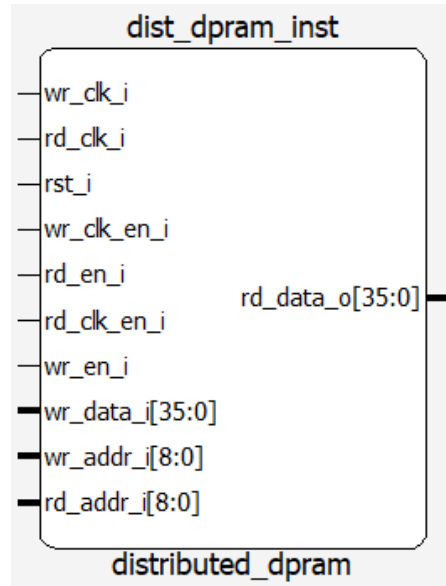 dist_dpram_inst
wr_clk_i
rd_clk_i
rst_i
wr_clk_en_i
rd_en_i
rd_data_o[35:0]
rd_clk_en_i
wr_en_i
wr_data_i[35:0]
wr_addr_i[8:0]
rd_addr_i[8:0]
distributed_dpram